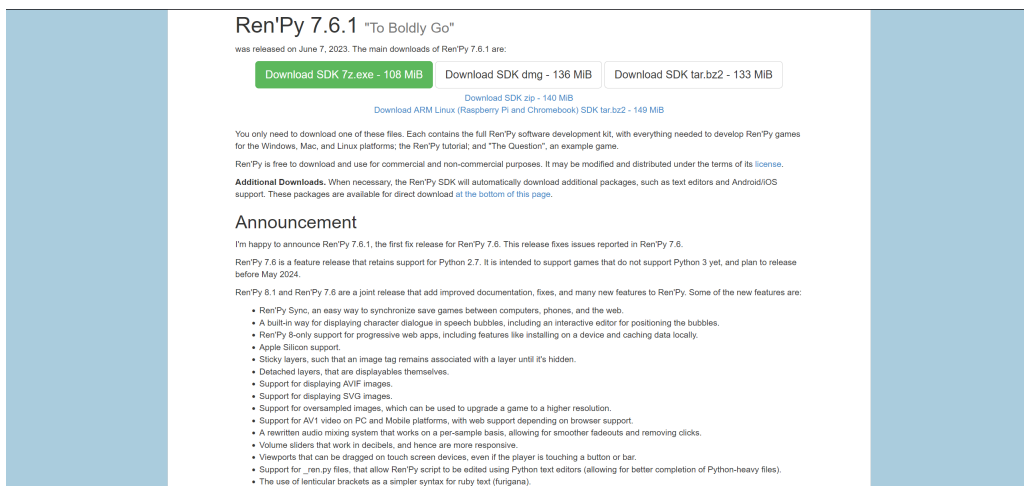 Ren'Py 7.6.1 "To Boldly Go"
was released on June 7, 2023. The main downloads of Ren'Py 7.6.1 are:
Download SDK 7z.exe - 108 MiB
Download SDK dmg - 136 MiB
Download SDK tar.bz2 - 133 MiB
Download SDK zip - 140 MiB
Download ARM Linux (Raspberry Pi and Chromebook) SDK tar.bz2 - 149 MiB
You only need to download one of these files. Each contains the full Ren'Py software development kit, with everything needed to develop Ren'Py games
for the Windows, Mac, and Linux platforms; the Ren'Py tutorial; and "The Question", an example game.
Ren'Py is free to download and use for commercial and non-commercial purposes. It may be modified and distributed under the terms of its license.
Additional Downloads. When necessary, the Ren'Py SDK will automatically download additional packages, such as text editors and Android/iOS
support. These packages are available for direct download at the bottom of this page.
Announcement
I'm happy to announce Ren'Py 7.6.1, the first fix release for Ren'Py 7.6. This release fixes issues reported in Ren'Py 7.6.
Ren'Py 7.6 is a feature release that retains support for Python 2.7. It is intended to support games that do not support Python 3 yet, and plan to release
before May 2024.
Ren'Py 8.1 and Ren'Py 7.6 are a joint release that add improved documentation, fixes, and many new features to Ren'Py. Some of the new features are:
• Ren'Py Sync, an easy way to synchronize save games between computers, phones, and the web.
• A built-in way for displaying character dialogue in speech bubbles, including an interactive editor for positioning the bubbles.
• Ren'Py 8-only support for progressive web apps, including features like installing on a device and caching data locally.
• Apple Silicon support.
• Sticky layers, such that an image tag remains associated with a layer until it's hidden.
• Detached layers, that are displayables themselves.
• Support for displaying AVIF images.
• Support for displaying SVG images.
• Support for oversampled images, which can be used to upgrade a game to a higher resolution.
• Support for AV1 video on PC and Mobile platforms, with web support depending on browser support.
• A rewritten audio mixing system that works on a per-sample basis, allowing for smoother fadeouts and removing clicks.
• Volume sliders that work in decibels, and hence are more responsive.
• Viewports that can be dragged on touch screen devices, even if the player is touching a button or bar.
• Support for _ren.py files, that allow Ren'Py script to be edited using Python text editors (allowing for better completion of Python-heavy files).
• The use of lenticular brackets as a simpler syntax for ruby text (furigana).